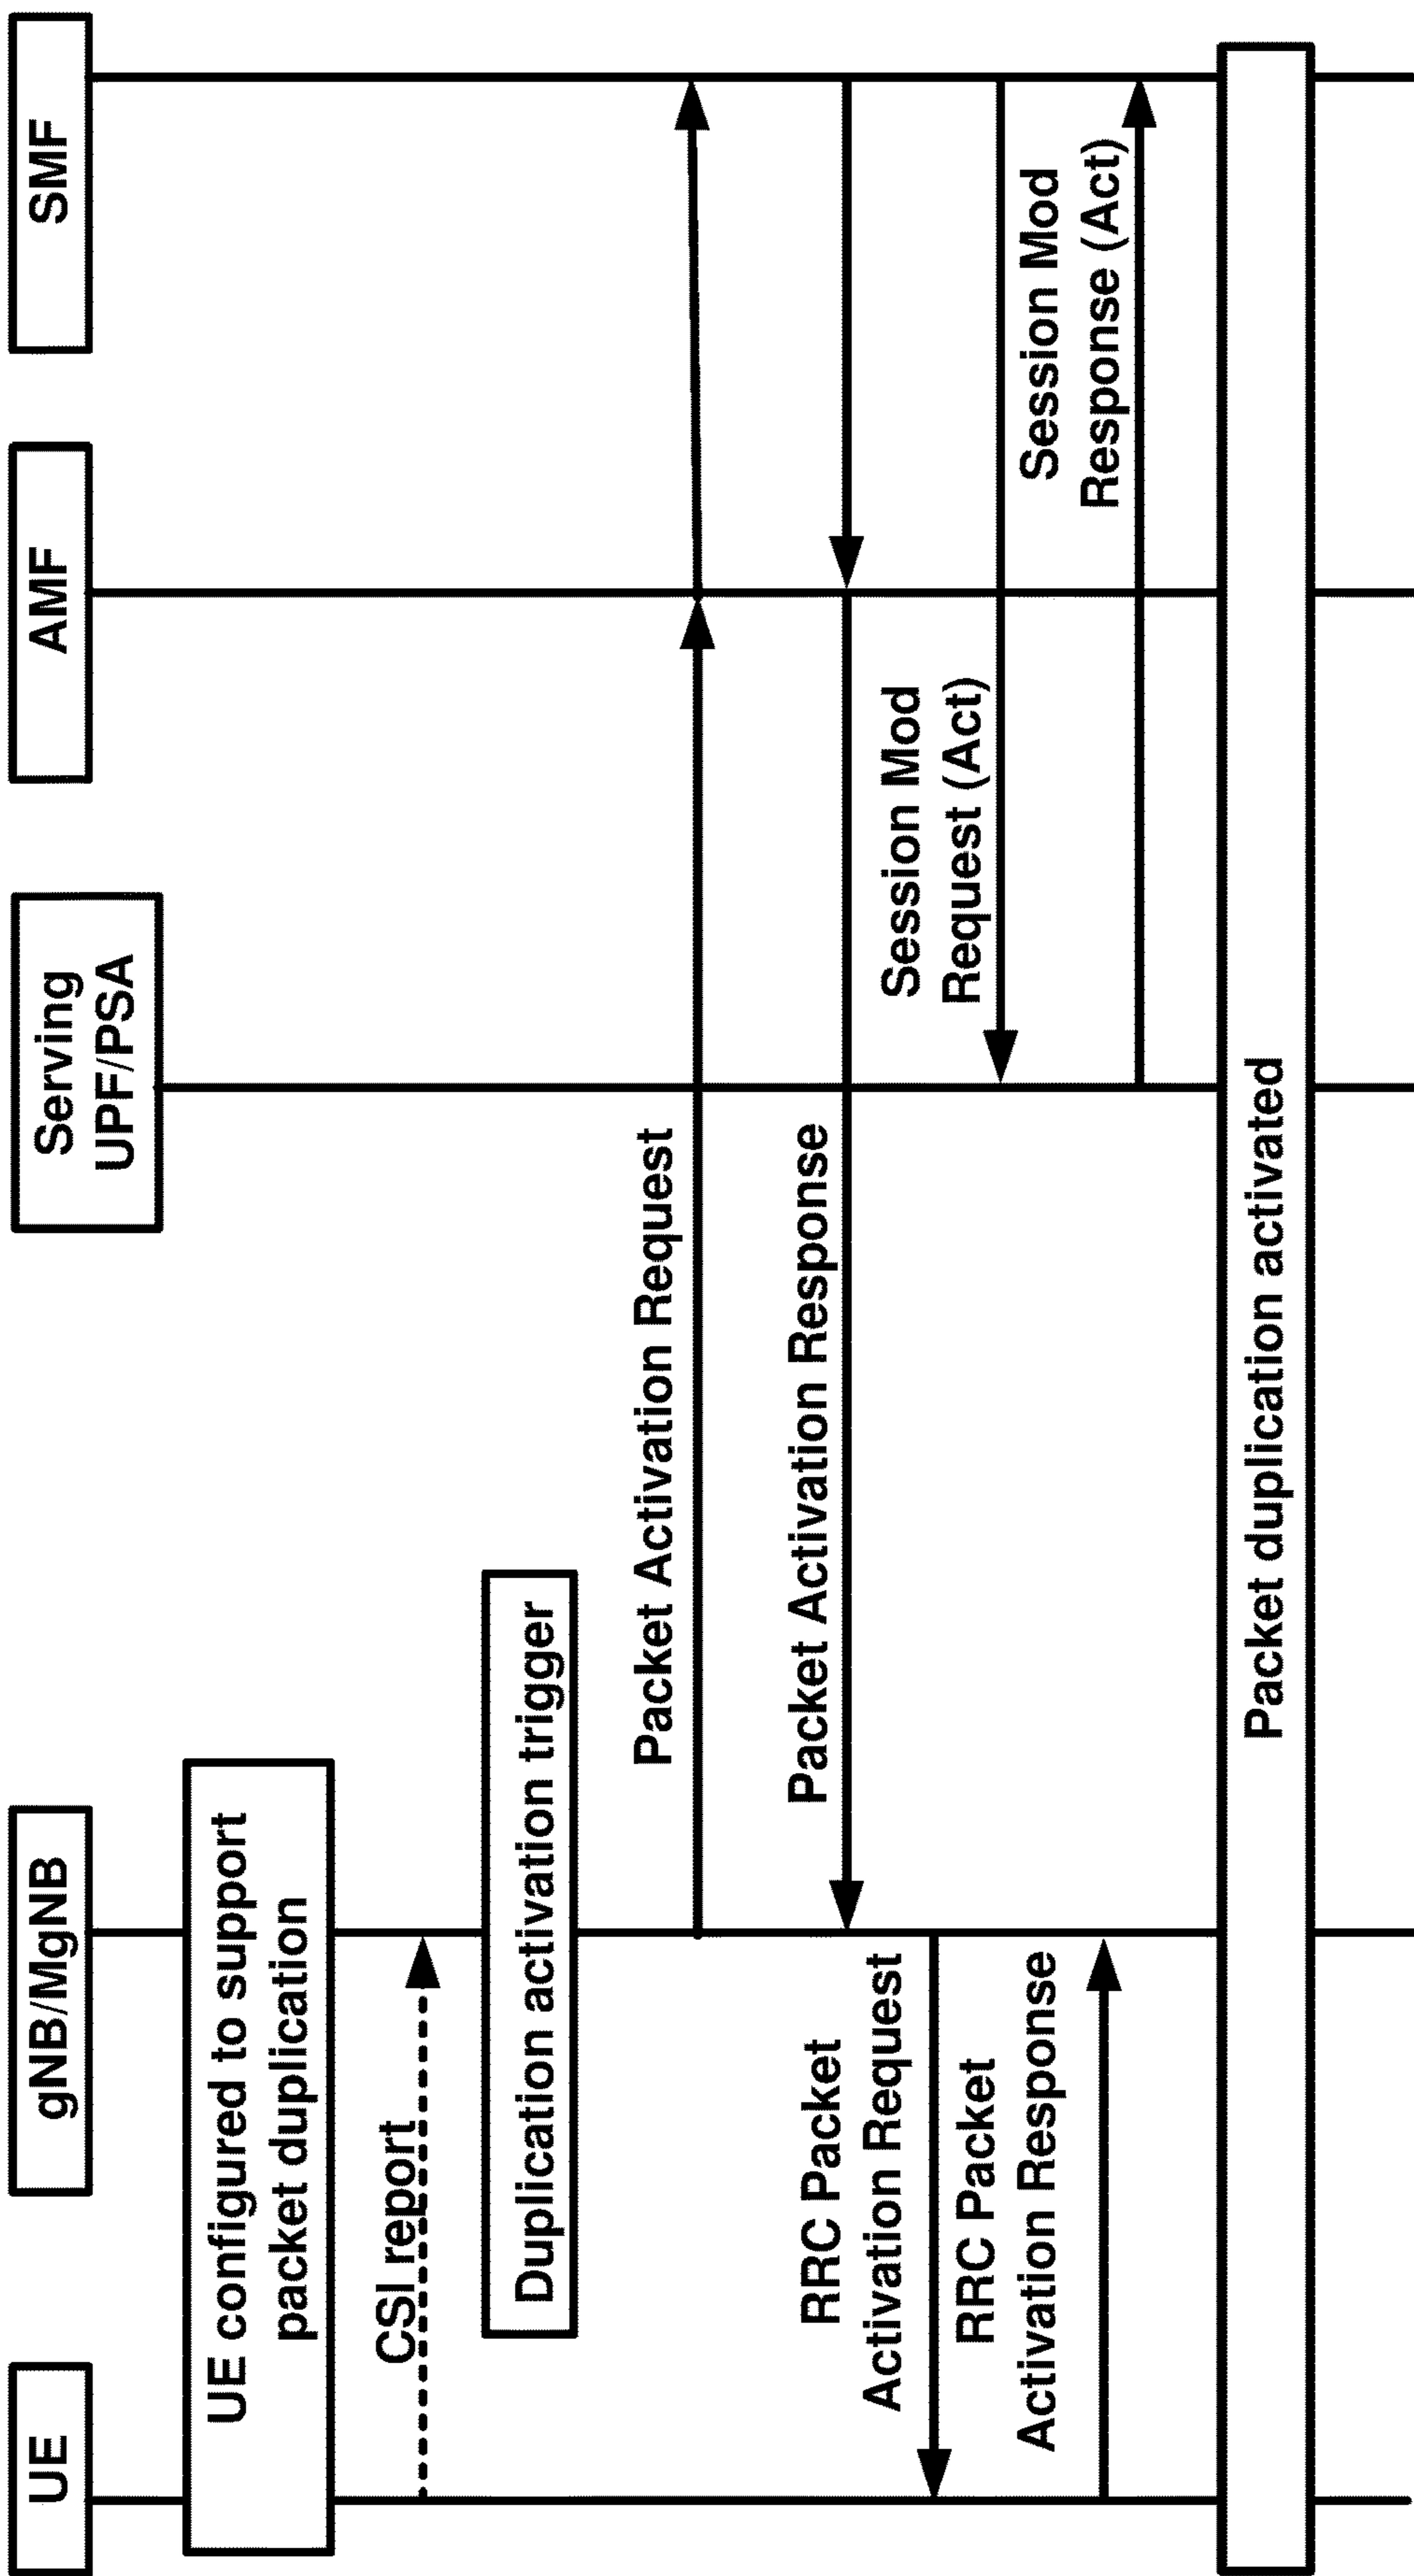 UE
gNB/MgNB
Serving
UPF/PSA
AMF
SMF
UE configured to support
packet duplication
CSI report
Duplication activation trigger
Packet Activation Request
Packet Activation Response
RRC Packet
Activation Request
Session Mod
Request (Act)
RRC Packet
Activation Response
Session Mod
Response (Act)
Packet duplication activated